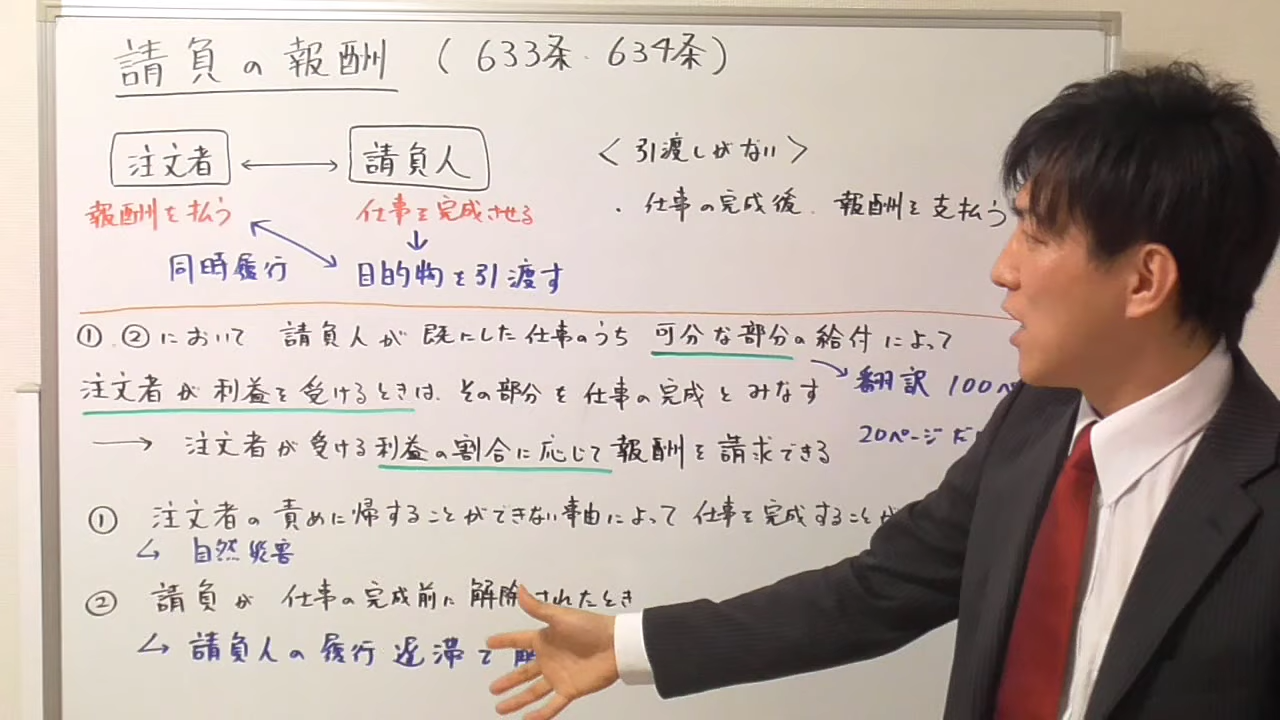 請負の報酬 (633条・634条)
注文者 ←→ 請負人
報酬を払う 仕事を完成させる
↓
同時履行 目的物を引渡す
<引渡しがない>
・仕事の完成後、報酬を支払う
①、②において 請負人が既にした仕事のうち 可分な部分の給付によって
注文者が利益を受けるときは、その部分を仕事の完成とみなす
→ 注文者が受ける利益の割合に応じて報酬を請求できる
翻訳 100
20ページ
① 注文者の責めに帰することができない事由によって仕事を完成することが
↳ 自然災害
② 請負が仕事の完成前に解除されたとき
↳ 請負人の履行遅滞で